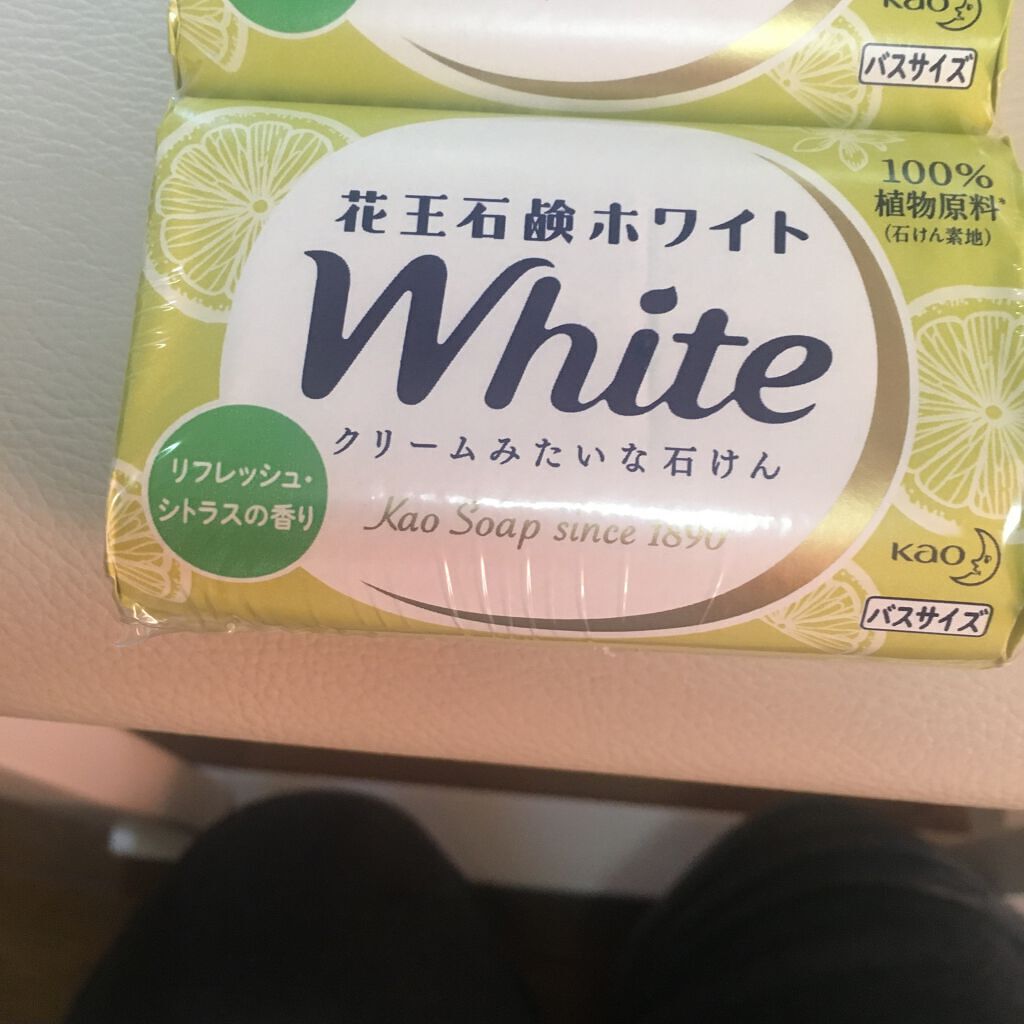 Kao
バスサイズ
100%
植物原料*
(石けん素地)
花王石鹸ホワイト
White
クリームみたいな石けん
リフレッシュ・
シトラスの香り
Kao Soap since 1890
Kao
バスサイズ